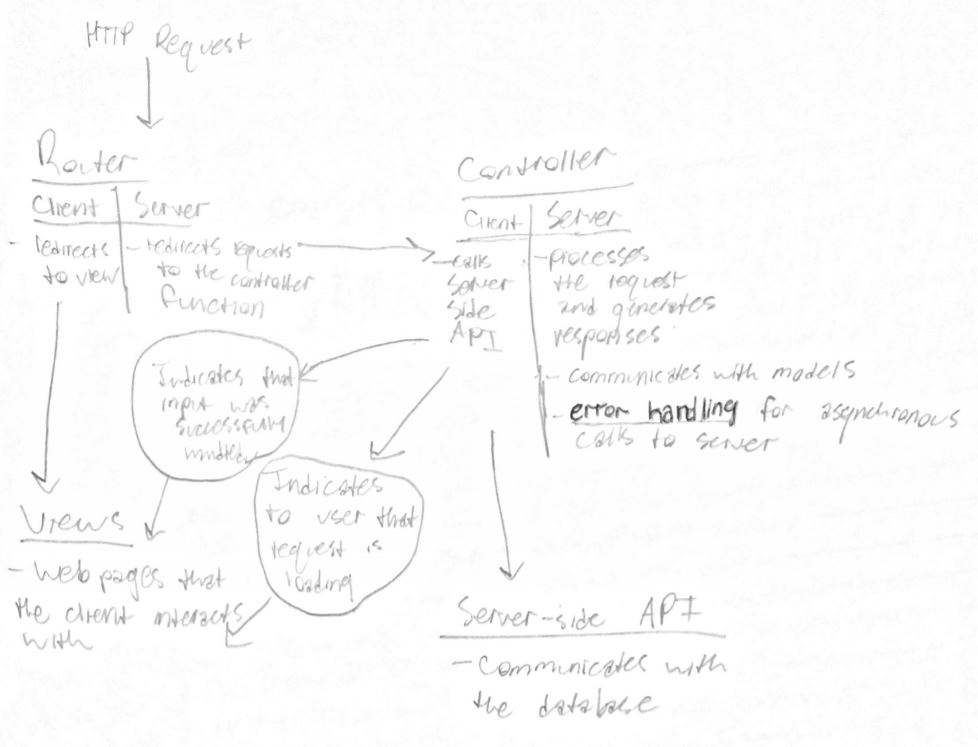 HTTP Request
Router
Client
Server
- redirects
to view
- redirects requests
to the controller
function
Controller
Client
Server
- calls
server
side
API
- processes
the request
and generates
responses
- communicates with models
- error handling for asynchronous
calls to server
Indicates that
input was
successfully
handled
Indicates
to user that
request is
loading
Views
- web pages that
the client interacts
with
Server-side API
- communicates with
the database